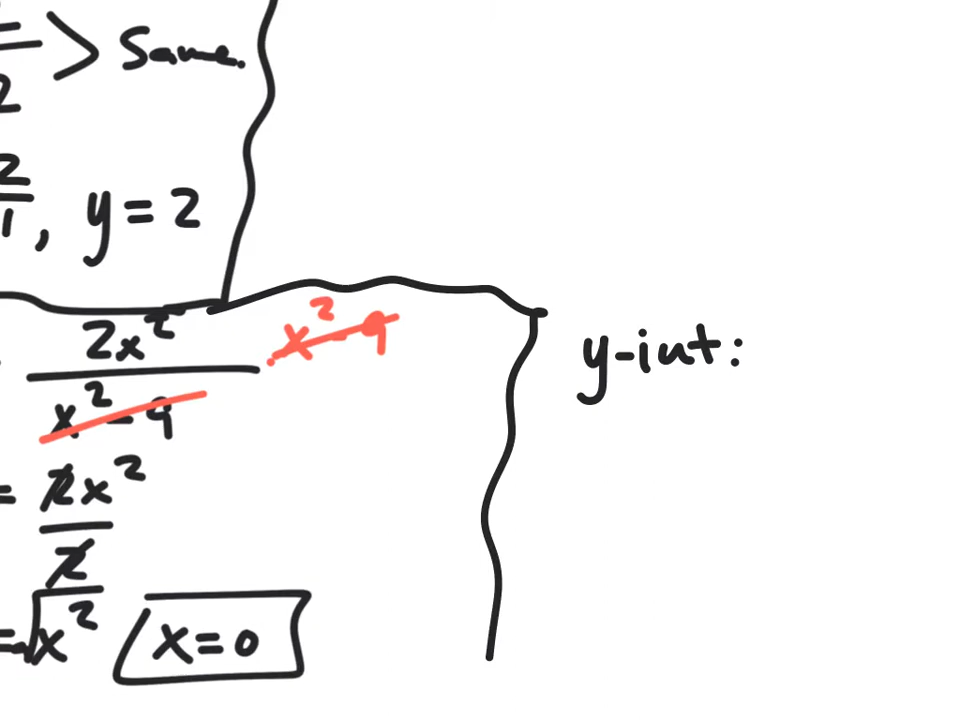 2 > Same.
2/1, y = 2
2x² / x² - 9 x² - 9
= 2x² / 2
= √x² x = 0
y-int: